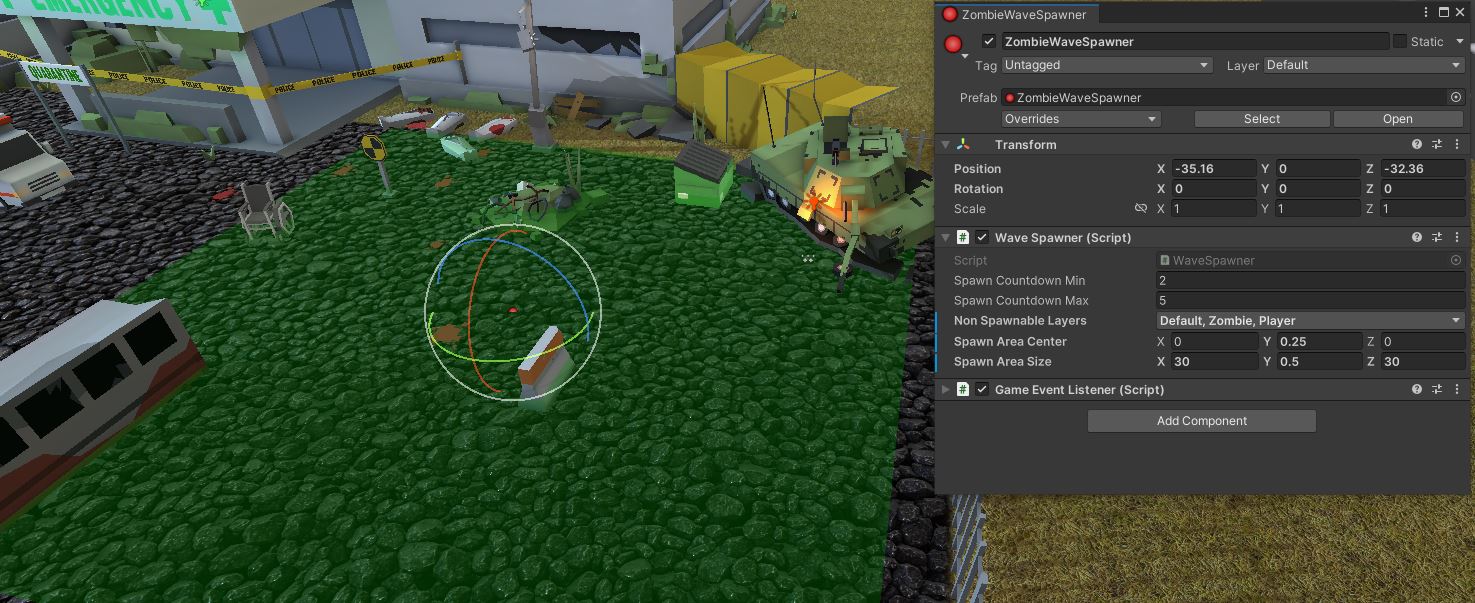 EMERGENCY
QUARANTINE
POLICE POLICE POLICE POLICE POLICE POLICE POLICE
ZombieWaveSpawner
ZombieWaveSpawner Static
Tag Untagged Layer Default
Prefab ZombieWaveSpawner
Overrides Select Open
Transform
Position X -35.16 Y 0 Z -32.36
Rotation X 0 Y 0 Z 0
Scale X 1 Y 1 Z 1
# Wave Spawner (Script)
Script # WaveSpawner
Spawn Countdown Min 2
Spawn Countdown Max 5
Non Spawnable Layers Default, Zombie, Player
Spawn Area Center X 0 Y 0.25 Z 0
Spawn Area Size X 30 Y 0.5 Z 30
# Game Event Listener (Script)
Add Component